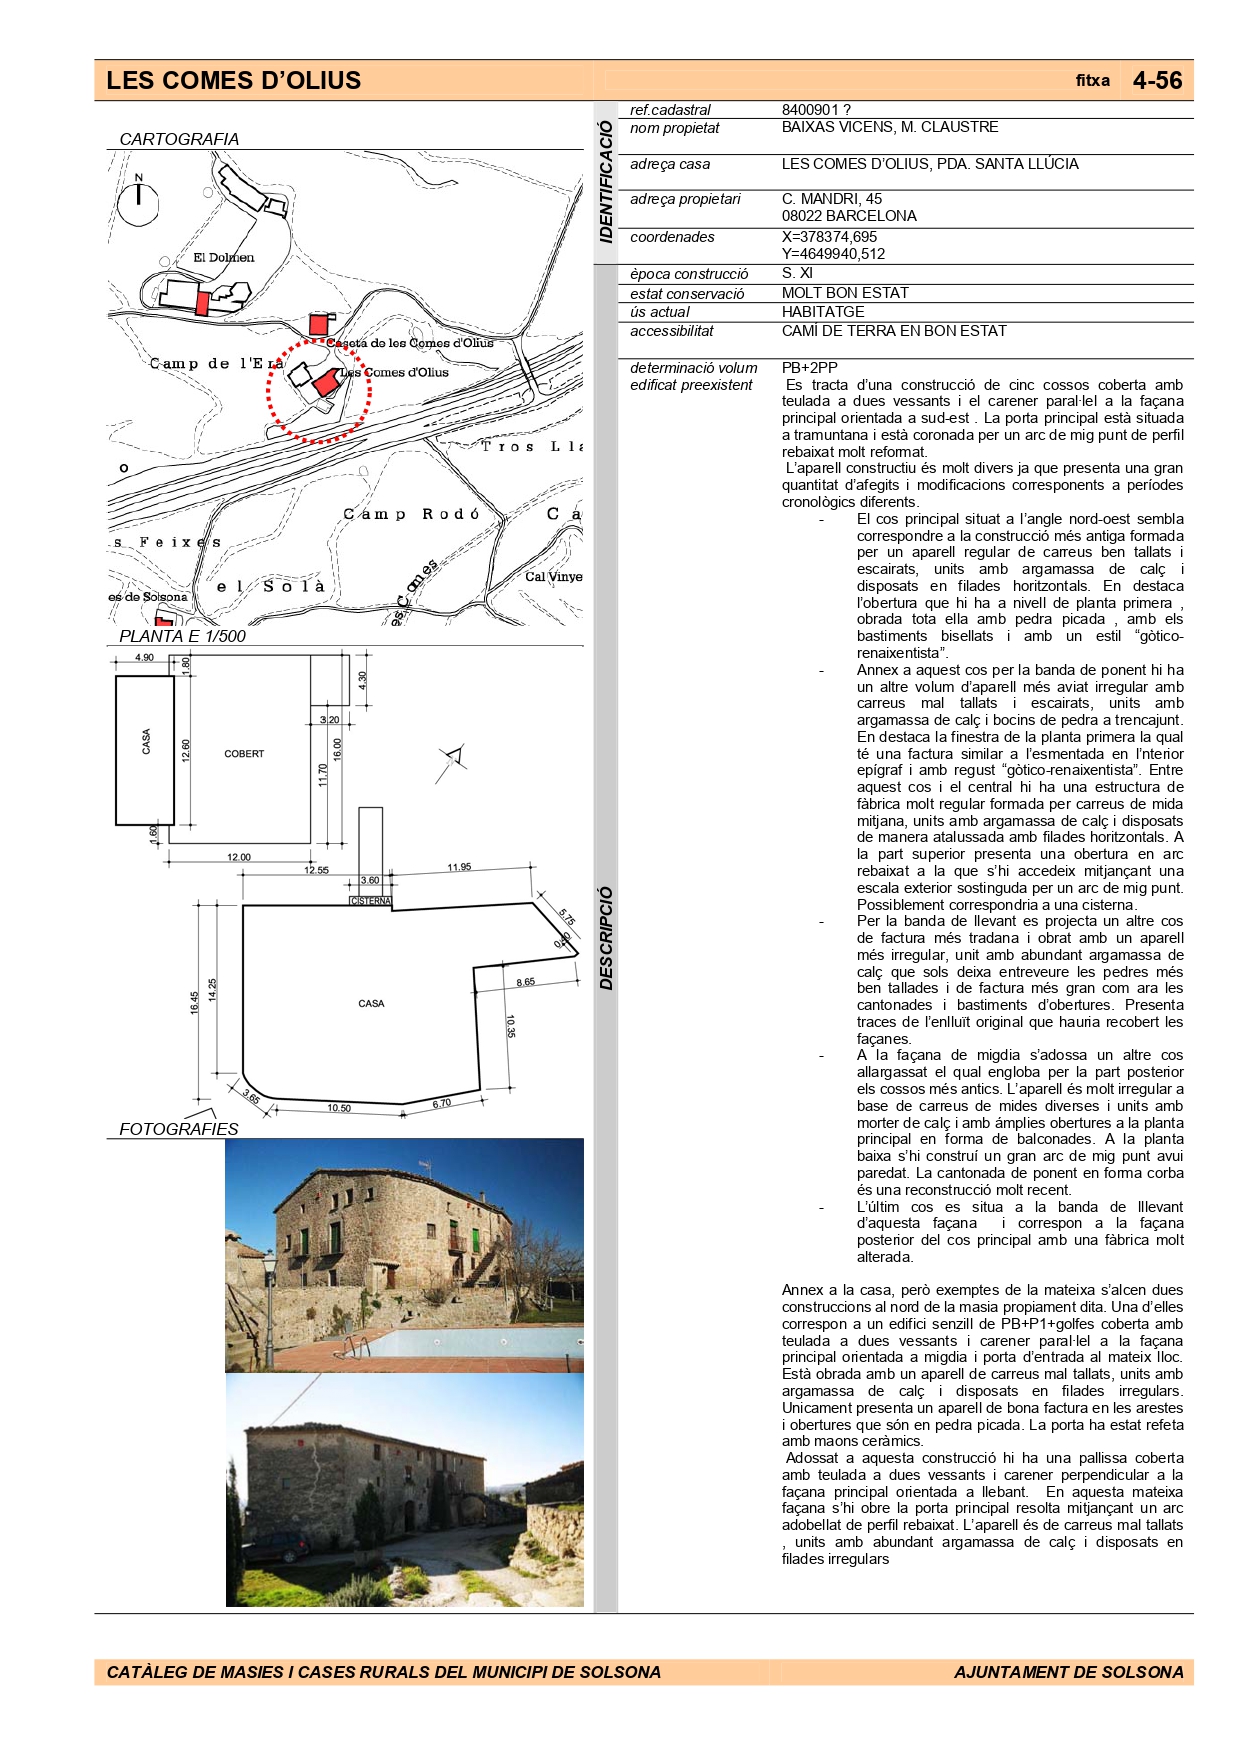 LES COMES D’OLIUS
fitxa 4-56
CARTOGRAFIA
N
El Dolmen
Caseta de les Comes d'Olius
Camp de l'Era
Les Comes d'Olius
Tros Lla
o
Camp Rodó
Ca
s Feixes
el Solà
Cal Vinye
es de Solsona
es Comes
PLANTA E 1/500
4.90
1.80
4.30
3.20
CASA
12.60
COBERT
16.00
11.70
1.60
12.00
12.55
11.95
3.60
CISTERNA
5.75
0.40
8.65
14.25
16.45
CASA
10.35
3.65
10.50
6.70
FOTOGRAFIES
IDENTIFICACIÓ
ref.cadastral 8400901 ?
nom propietat BAIXAS VICENS, M. CLAUSTRE
adreça casa LES COMES D’OLIUS, PDA. SANTA LLÚCIA
adreça propietari C. MANDRI, 45
08022 BARCELONA
coordenades X=378374,695
Y=4649940,512
DESCRIPCIÓ
època construcció S. XI
estat conservació MOLT BON ESTAT
ús actual HABITATGE
accessibilitat CAMÍ DE TERRA EN BON ESTAT
determinació volum PB+2PP
edificat preexistent Es tracta d’una construcció de cinc cossos coberta amb
teulada a dues vessants i el carener paral·lel a la façana
principal orientada a sud-est . La porta principal està situada
a tramuntana i està coronada per un arc de mig punt de perfil
rebaixat molt reformat.
L’aparell constructiu és molt divers ja que presenta una gran
quantitat d’afegits i modificacions corresponents a períodes
cronològics diferents.
- El cos principal situat a l’angle nord-oest sembla
correspondre a la construcció més antiga formada
per un aparell regular de carreus ben tallats i
escairats, units amb argamassa de calç i
disposats en filades horitzontals. En destaca
l’obertura que hi ha a nivell de planta primera ,
obrada tota ella amb pedra picada , amb els
bastiments bisellats i amb un estil “gòtico-
renaixentista”.
- Annex a aquest cos per la banda de ponent hi ha
un altre volum d’aparell més aviat irregular amb
carreus mal tallats i escairats, units amb
argamassa de calç i bocins de pedra a trencajunt.
En destaca la finestra de la planta primera la qual
té una factura similar a l’esmentada en l’nterior
epígraf i amb regust “gòtico-renaixentista”. Entre
aquest cos i el central hi ha una estructura de
fàbrica molt regular formada per carreus de mida
mitjana, units amb argamassa de calç i disposats
de manera atalussada amb filades horitzontals. A
la part superior presenta una obertura en arc
rebaixat a la que s’hi accedeix mitjançant una
escala exterior sostinguda per un arc de mig punt.
Possiblement correspondria a una cisterna.
- Per la banda de llevant es projecta un altre cos
de factura més tradana i obrat amb un aparell
més irregular, unit amb abundant argamassa de
calç que sols deixa entreveure les pedres més
ben tallades i de factura més gran com ara les
cantonades i bastiments d’obertures. Presenta
traces de l’enlluït original que hauria recobert les
façanes.
- A la façana de migdia s’adossa un altre cos
allargassat el qual engloba per la part posterior
els cossos més antics. L’aparell és molt irregular a
base de carreus de mides diverses i units amb
morter de calç i amb ámplies obertures a la planta
principal en forma de balconades. A la planta
baixa s’hi construí un gran arc de mig punt avui
paredat. La cantonada de ponent en forma corba
és una reconstrucció molt recent.
- L’últim cos es situa a la banda de lllevant
d’aquesta façana i correspon a la façana
posterior del cos principal amb una fàbrica molt
alterada.
Annex a la casa, però exemptes de la mateixa s’alcen dues
construccions al nord de la masia propiament dita. Una d’elles
correspon a un edifici senzill de PB+P1+golfes coberta amb
teulada a dues vessants i carener paral·lel a la façana
principal orientada a migdia i porta d’entrada al mateix lloc.
Està obrada amb un aparell de carreus mal tallats, units amb
argamassa de calç i disposats en filades irregulars.
Unicament presenta un aparell de bona factura en les arestes
i obertures que són en pedra picada. La porta ha estat refeta
amb maons ceràmics.
Adossat a aquesta construcció hi ha una pallissa coberta
amb teulada a dues vessants i carener perpendicular a la
façana principal orientada a llebant. En aquesta mateixa
façana s’hi obre la porta principal resolta mitjançant un arc
adobellat de perfil rebaixat. L’aparell és de carreus mal tallats
, units amb abundant argamassa de calç i disposats en
filades irregulars
CATÀLEG DE MASIES I CASES RURALS DEL MUNICIPI DE SOLSONA
AJUNTAMENT DE SOLSONA